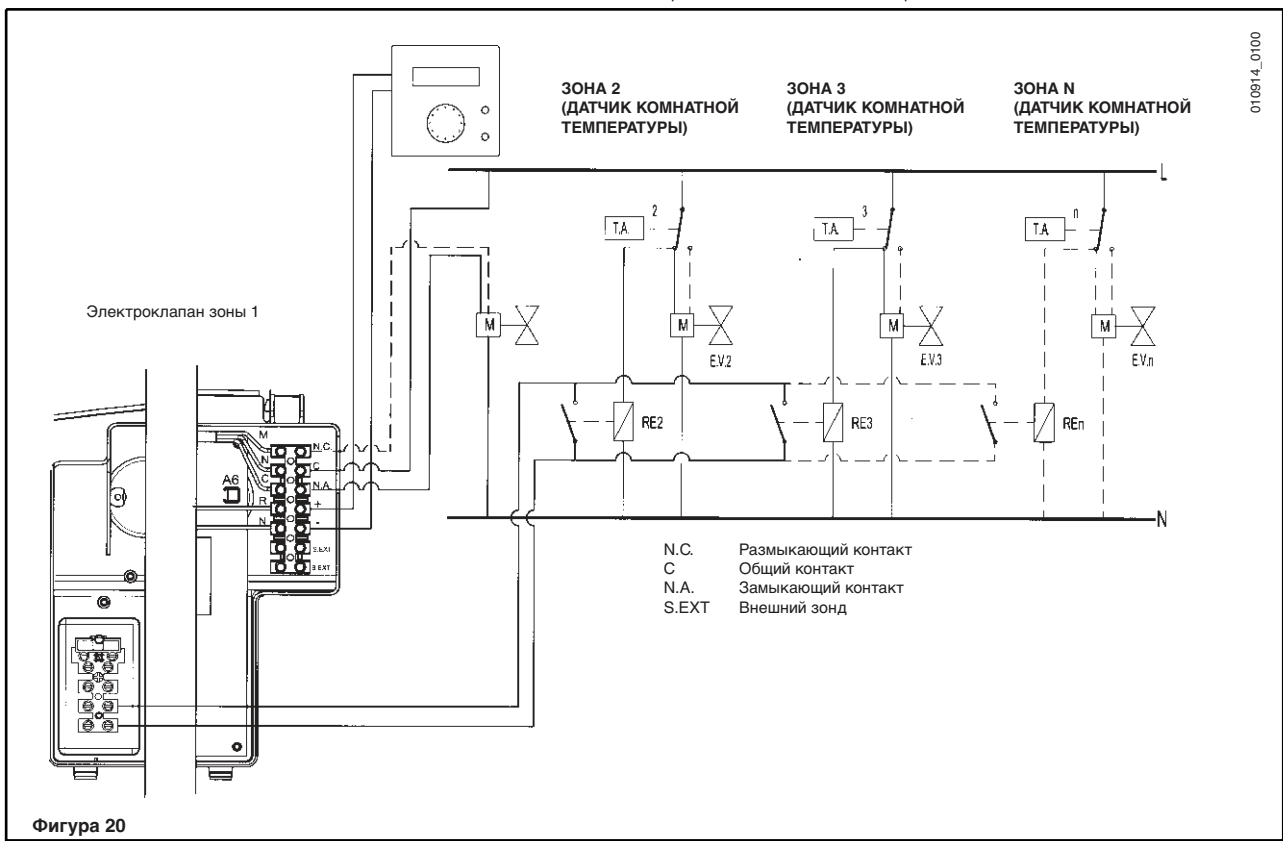 010914_0100
ЗОНА 2
(ДАТЧИК КОМНАТНОЙ
ТЕМПЕРАТУРЫ)
ЗОНА 3
(ДАТЧИК КОМНАТНОЙ
ТЕМПЕРАТУРЫ)
ЗОНА N
(ДАТЧИК КОМНАТНОЙ
ТЕМПЕРАТУРЫ)
L
2
T.A.
3
T.A.
n
T.A.
Электроклапан зоны 1
M
M
M
M
E.V.2
E.V.3
E.V.n
RE2
RE3
REn
M
N
C
A6
R
N
N.C
C
N.A.
+
-
S.EXT
S.EXT
N
N.C. Размыкающий контакт
C Общий контакт
N.A. Замыкающий контакт
S.EXT Внешний зонд
Фигура 20